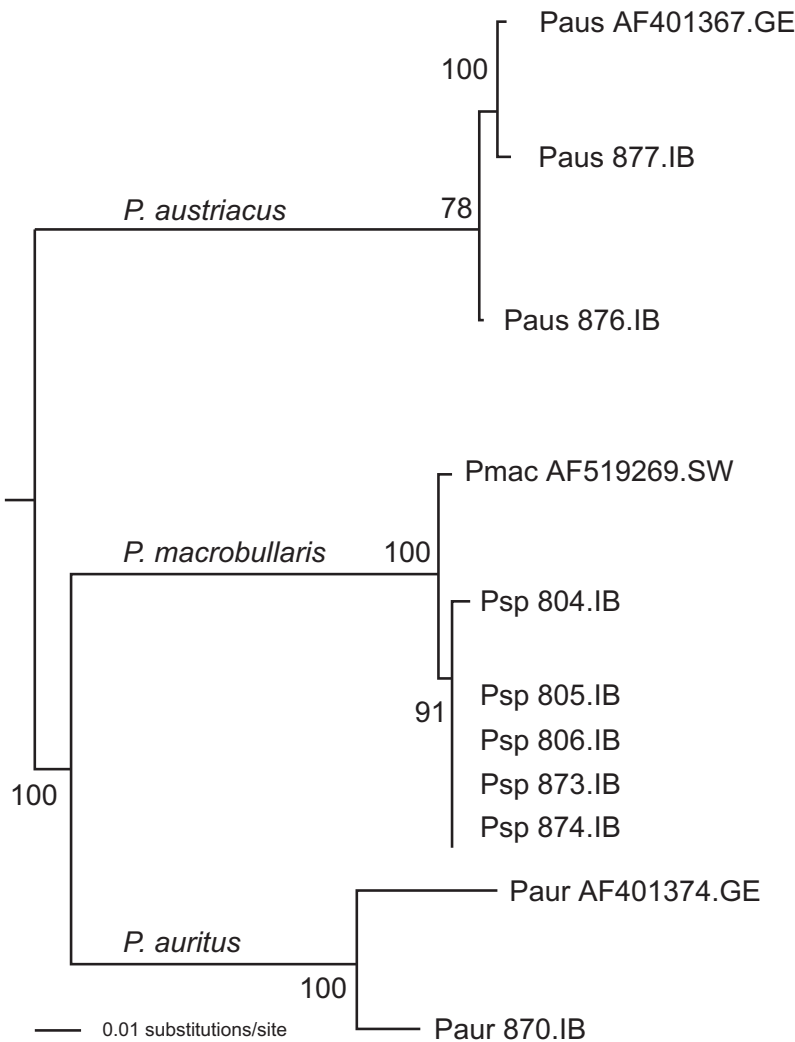 Paus AF401367.GE
100
Paus 877.IB
P. austriacus
78
Paus 876.IB
Pmac AF519269.SW
P. macrobullaris
100
Psp 804.IB
Psp 805.IB
91
Psp 806.IB
Psp 873.IB
100
Psp 874.IB
Paur AF401374.GE
P. auritus
100
0.01 substitutions/site
Paur 870.IB